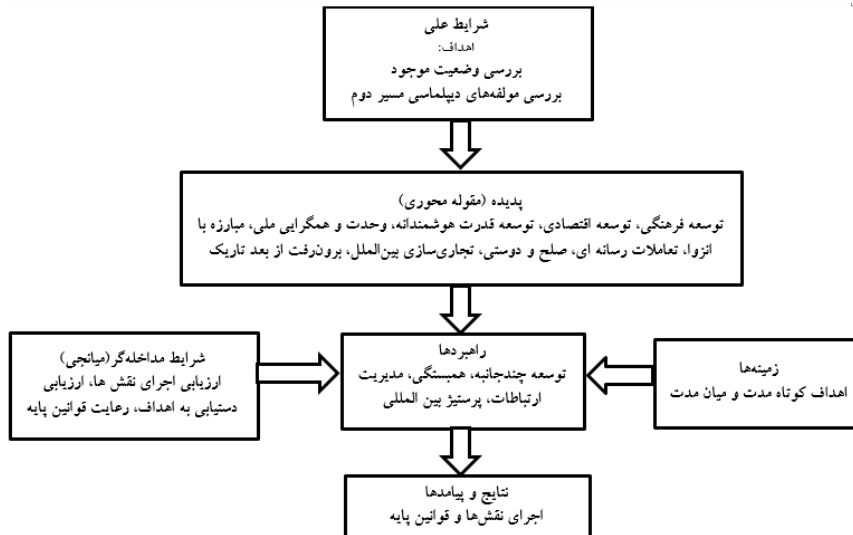 شرایط علی
اهداف:
بررسی وضعیت موجود
بررسی مولفه‌های دیپلماسی مسیر دوم
پدیده (مقوله محوری)
توسعه فرهنگی، توسعه اقتصادی، توسعه قدرت هوشمندانه، وحدت و همگرایی ملی، مبارزه با
انزوا، تعاملات رسانه ای، صلح و دوستی، تجاری‌سازی بین‌الملل، برون‌رفت از بعد تاریک
زمینه‌ها
اهداف کوتاه مدت و میان مدت
راهبردها
توسعه چندجانبه، همبستگی، مدیریت
ارتباطات، پرستیژ بین المللی
شرایط مداخله‌گر(میانجی)
ارزیابی اجرای نقش ها، ارزیابی
دستیابی به اهداف، رعایت قوانین پایه
نتایج و پیامدها
اجرای نقش‌ها و قوانین پایه